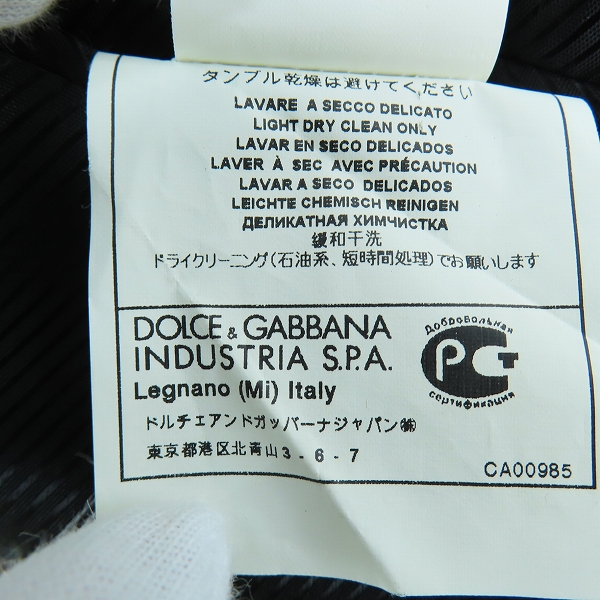 タンブル乾燥は避けてください
LAVARE A SECCO DELICATO
LIGHT DRY CLEAN ONLY
LAVAR EN SECO DELICADOS
LAVER À SEC AVEC PRÉCAUTION
LAVAR A SECO DELICADOS
LEICHTE CHEMISCH REINIGEN
ДЕЛИКАТНАЯ ХИМЧИСТКА
缓和干洗
ドライクリーニング(石油系、短時間処理)でお願いします
DOLCE & GABBANA
INDUSTRIA S.P.A.
Legnano (Mi) Italy
ドルチェアンドガッバーナジャパン㈱
東京都港区北青山3-6-7
Добровольная
РСТ
сертификация
CA00985